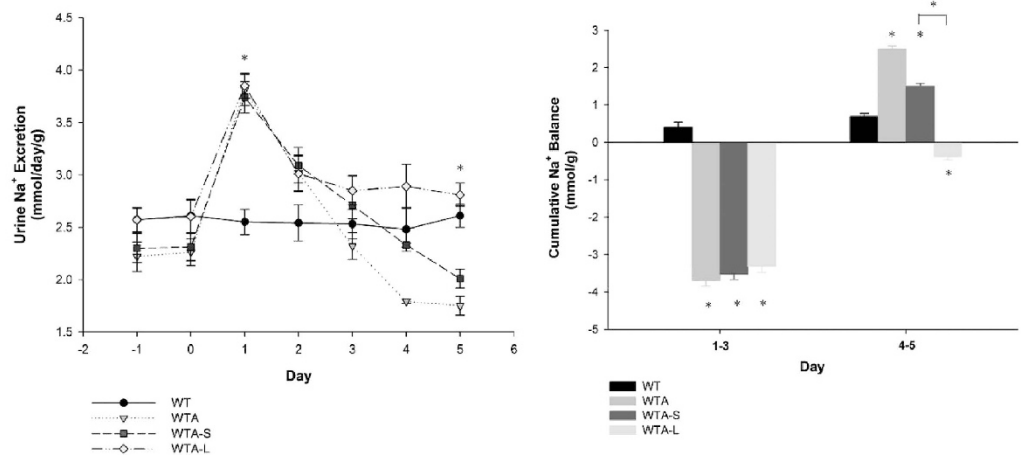 4.5
4.0
3.5
3.0
2.5
2.0
1.5
Urine Na+ Excretion
(mmol/day/g)
*
*
-2
-1
0
1
2
3
4
5
6
Day
WT
WTA
WTA-S
WTA-L
3
2
1
0
-1
-2
-3
-4
-5
Cumulative Na+ Balance
(mmol/g)
*
* *
*
* * *
1-3
4-5
Day
WT
WTA
WTA-S
WTA-L